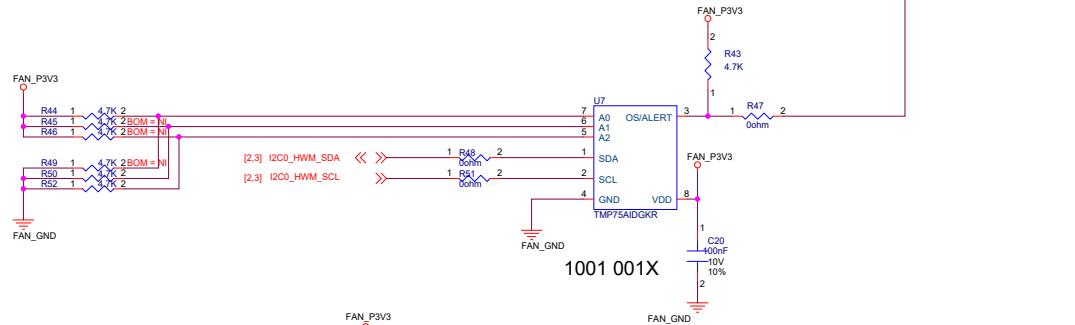 FAN_P3V3
2
R43
4.7K
1
FAN_P3V3
R44 1 4.7K 2
R45 1 4.7K 2 BOM = NI
R46 1 4.7K 2 BOM = NI
R49 1 4.7K 2 BOM = NI
R50 1 4.7K 2
R52 1 4.7K 2
FAN_GND
U7
7 A0 OS/ALERT 3
6 A1
5 A2
1 SDA
2 SCL
4 GND VDD 8
TMP75AIDGKR
1 R47 2
0ohm
[2,3] I2C0_HWM_SDA
1 R48 2
0ohm
[2,3] I2C0_HWM_SCL
1 R51 2
0ohm
FAN_GND
FAN_P3V3
1
C20
100nF
10V
10%
2
FAN_GND
1001 001X
FAN_P3V3